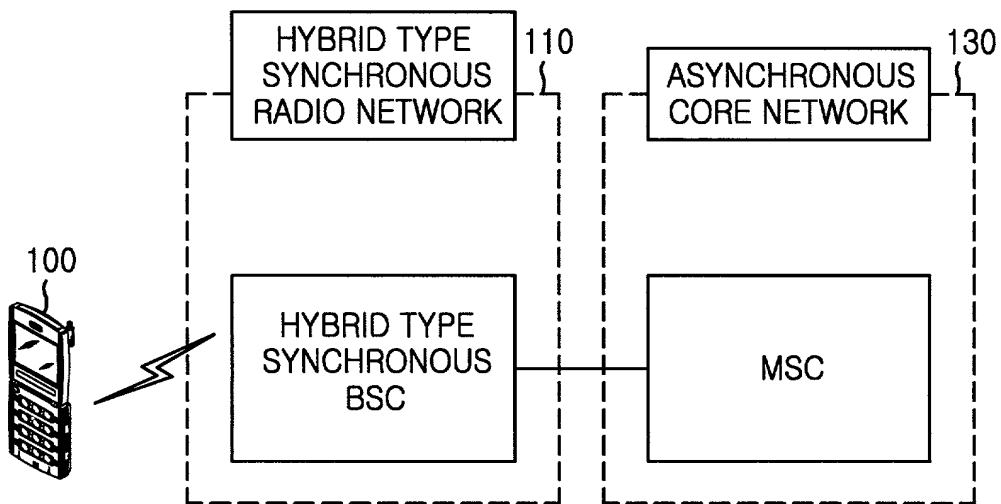 HYBRID TYPE
SYNCHRONOUS
RADIO NETWORK
110
ASYNCHRONOUS
CORE NETWORK
130
100
HYBRID TYPE
SYNCHRONOUS
BSC
MSC